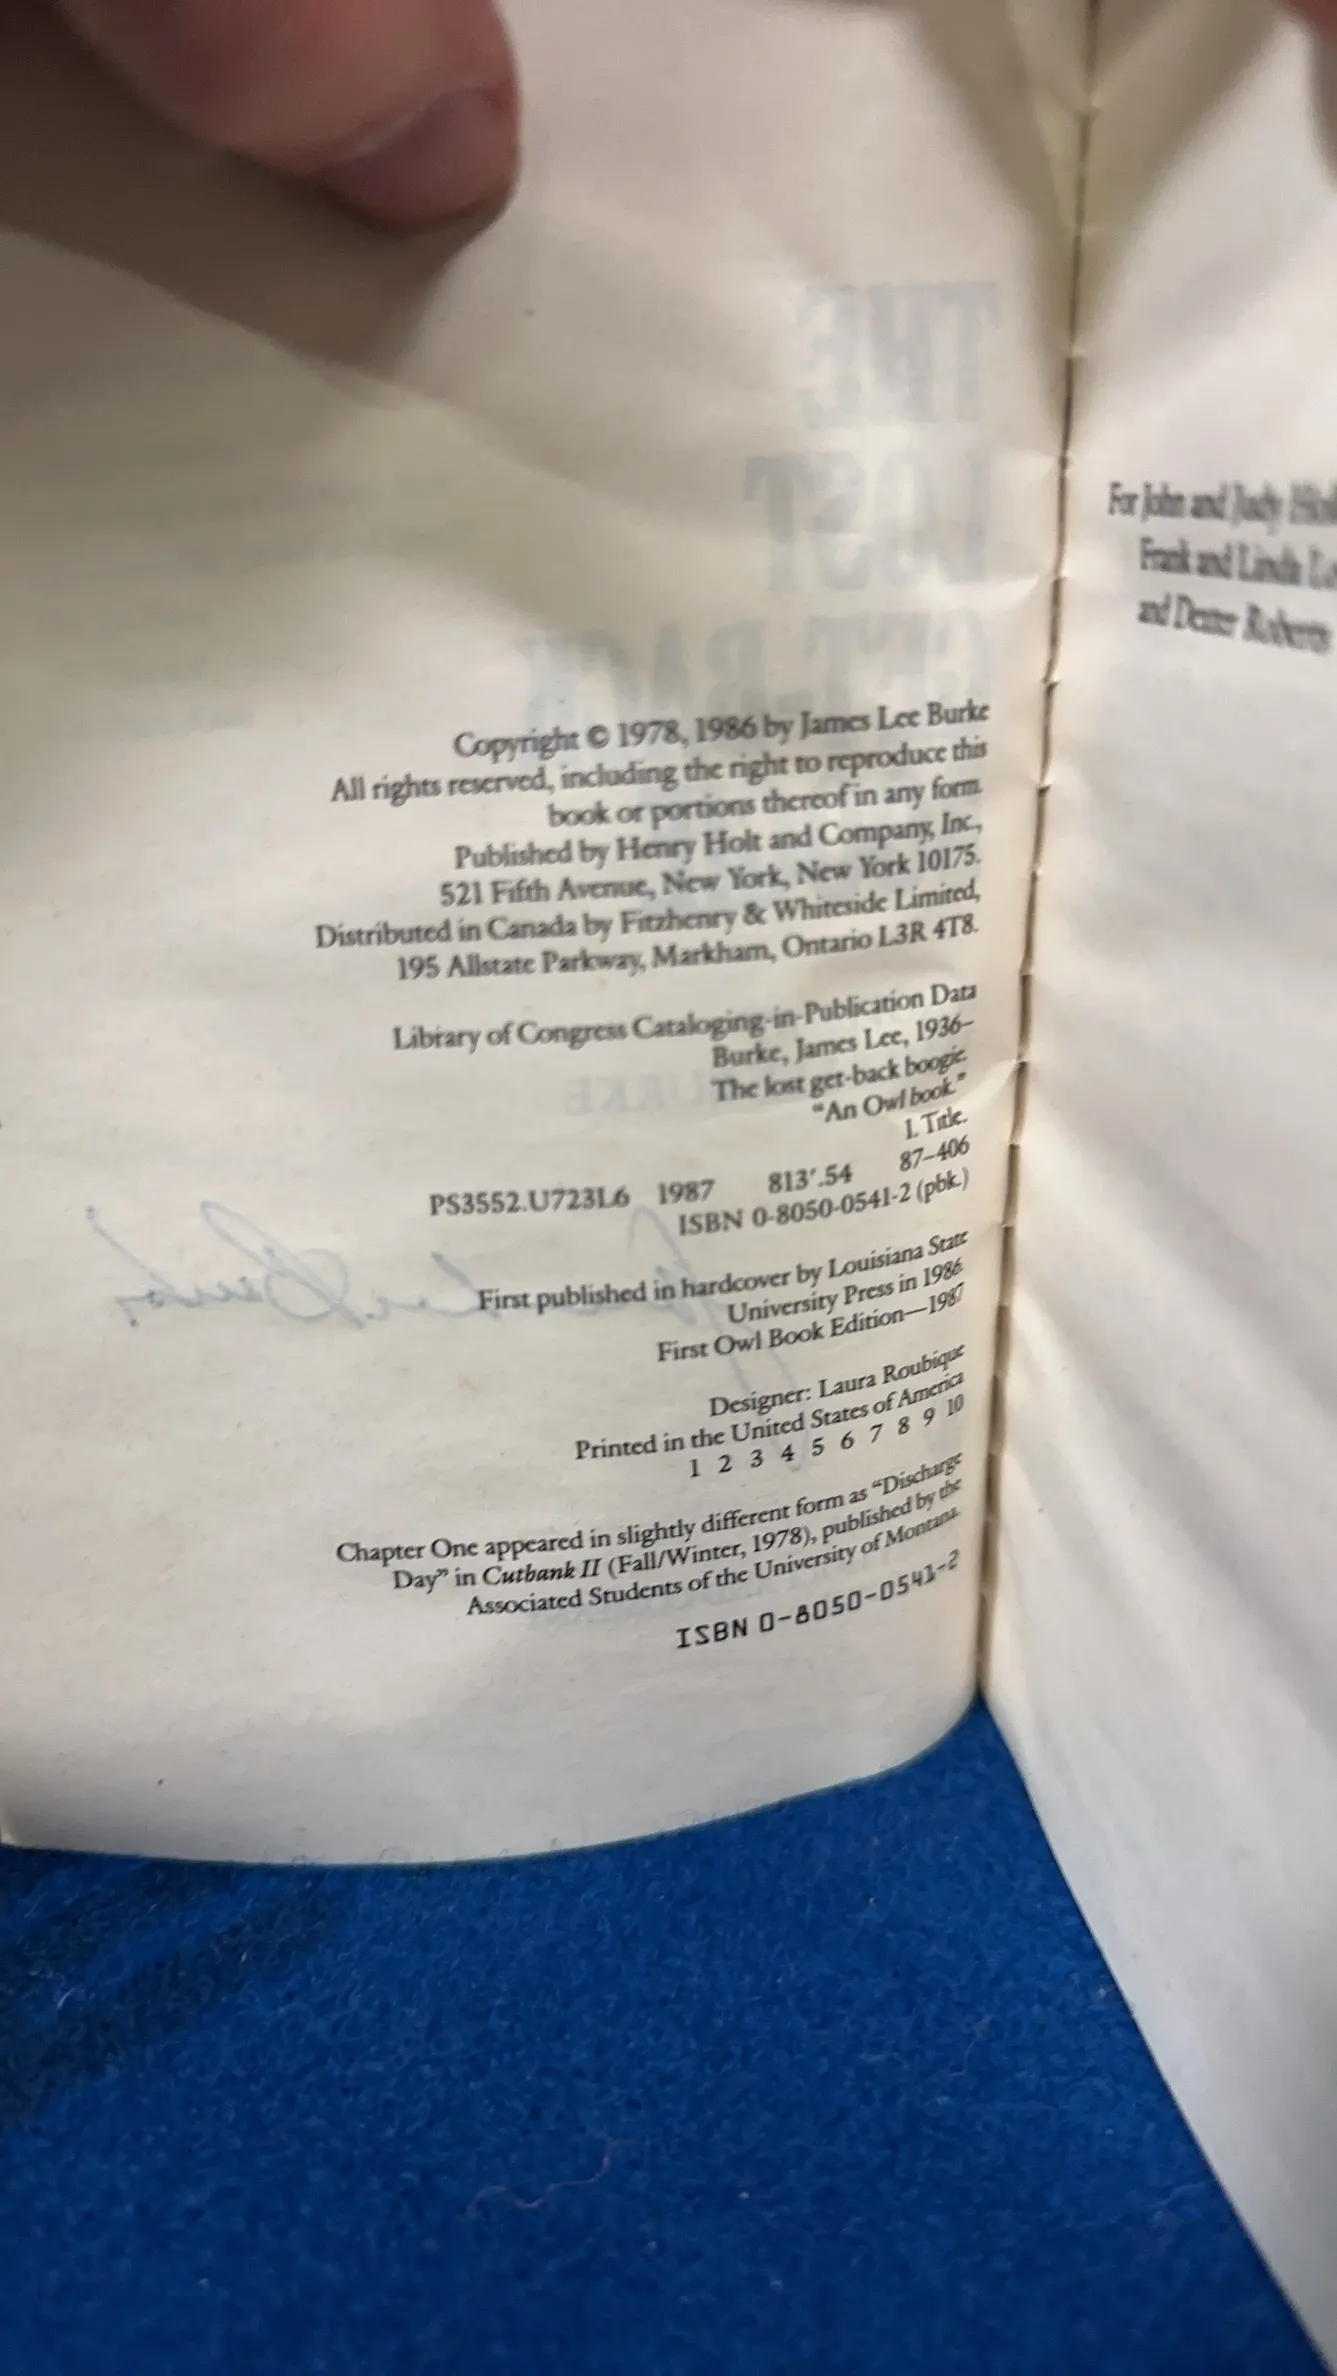 Copyright © 1978, 1986 by James Lee Burke
All rights reserved, including the right to reproduce this
book or portions thereof in any form.
Published by Henry Holt and Company, Inc.,
521 Fifth Avenue, New York, New York 10175.
Distributed in Canada by Fitzhenry & Whiteside Limited,
195 Allstate Parkway, Markham, Ontario L3R 4T8.
Library of Congress Cataloging-in-Publication Data
Burke, James Lee, 1936–
The lost get-back boogie.
“An Owl book.”
I. Title.
PS3552.U723L6 1987 813′.54 87–406
ISBN 0-8050-0541-2 (pbk.)
First published in hardcover by Louisiana State
University Press in 1986.
First Owl Book Edition—1987
Designer: Laura Roubique
Printed in the United States of America
1 2 3 4 5 6 7 8 9 10
Chapter One appeared in slightly different form as “Discharge
Day” in Cutbank II (Fall/Winter, 1978), published by the
Associated Students of the University of Montana.
ISBN 0-8050-0541-2
For John and Judy
Frank and Linda
and Dexter Roberts